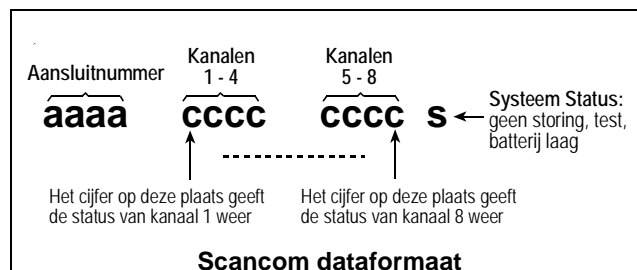 Kanalen Kanalen
Aansluitnummer 1 - 4 5 - 8
aaaa cccc cccc s Systeem Status:
geen storing, test,
batterij laag
Het cijfer op deze plaats geeft Het cijfer op deze plaats geeft
de status van kanaal 1 weer de status van kanaal 8 weer
Scancom dataformaat